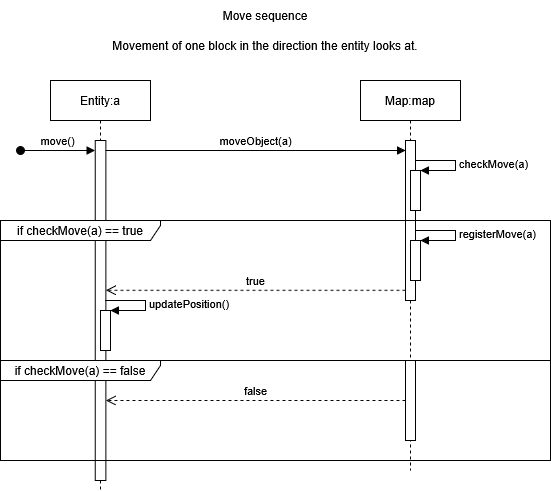 Move sequence
Movement of one block in the direction the entity looks at.
Entity:a
Map:map
move()
moveObject(a)
checkMove(a)
if checkMove(a) == true
registerMove(a)
true
updatePosition()
if checkMove(a) == false
false